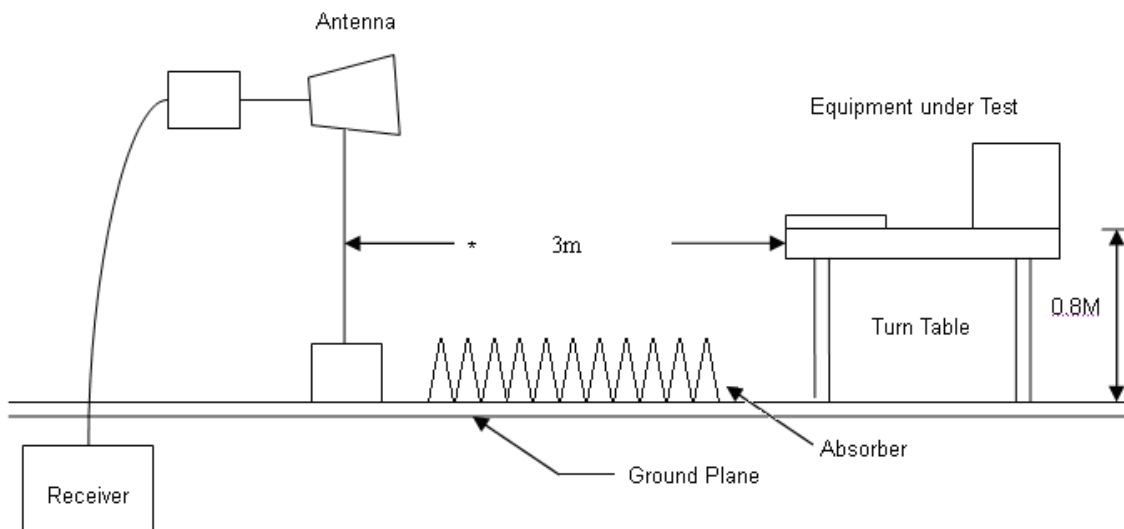 Antenna
Equipment under Test
* 3m
0.8M
Turn Table
Absorber
Ground Plane
Receiver